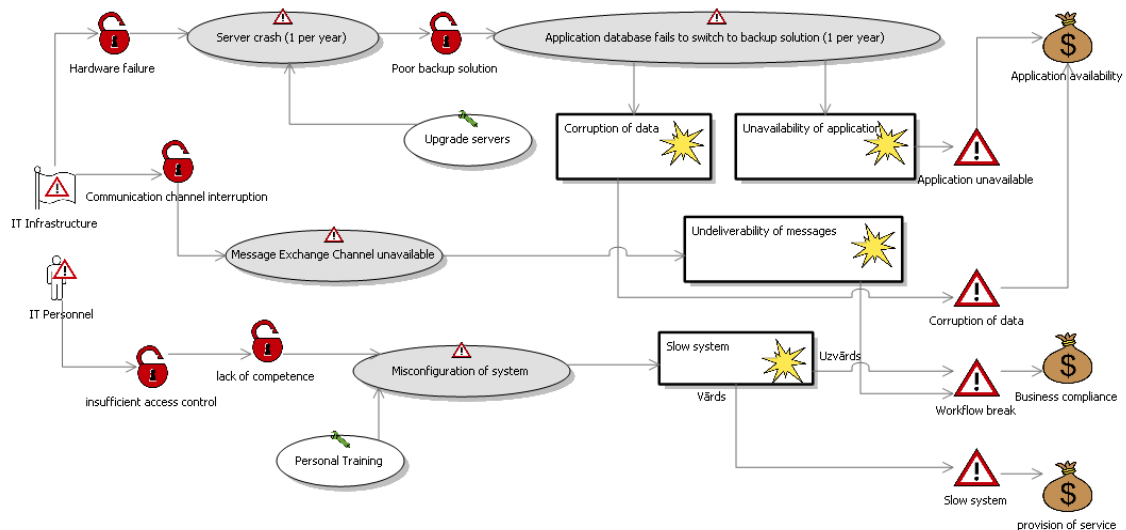 Server crash (1 per year)
Application database fails to switch to backup solution (1 per year)
Hardware failure
Poor backup solution
Application availability
Corruption of data
Unavailability of application
Upgrade servers
Application unavailable
Communication channel interruption
IT Infrastructure
Undeliverability of messages
Message Exchange Channel unavailable
IT Personnel
Corruption of data
Slow system
Uzvārds
Misconfiguration of system
lack of competence
insufficient access control
Vārds
Workflow break
Business compliance
Personal Training
Slow system
provision of service